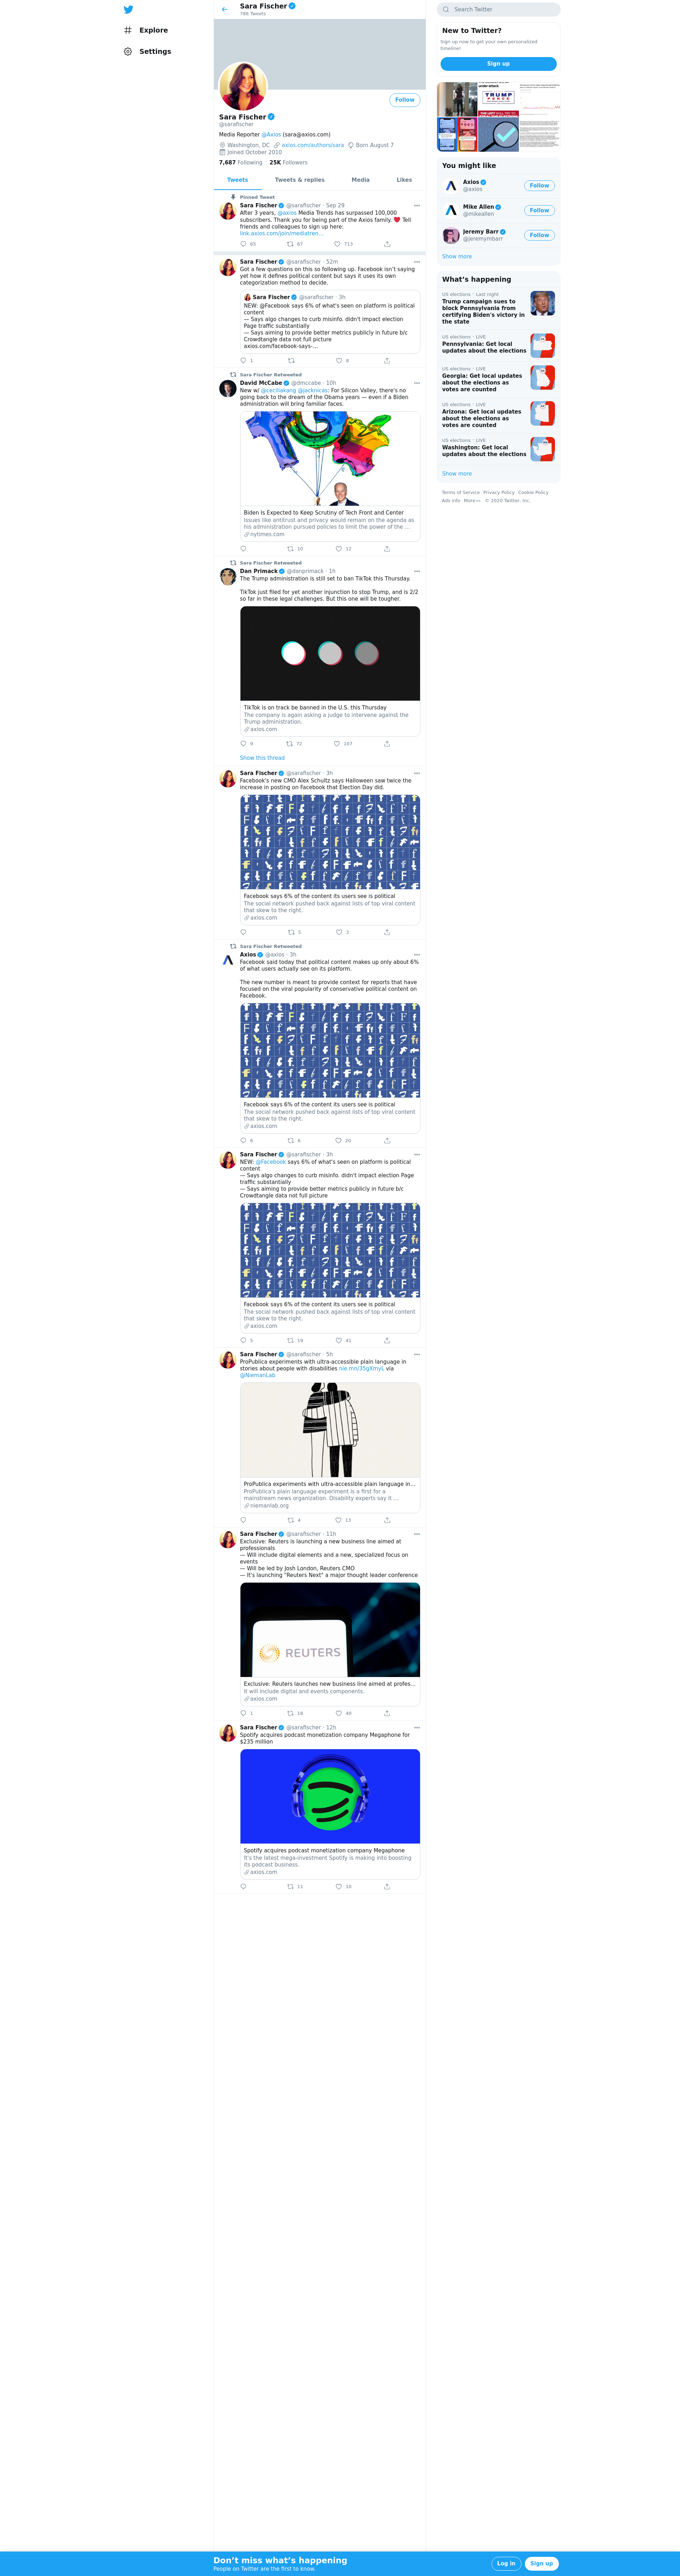 Explore
Settings
Sara Fischer
796 Tweets
Follow
Sara Fischer
@sarafischer
Media Reporter @Axios (sara@axios.com)
Washington, DC axios.com/authors/sara Born August 7
Joined October 2010
7,687 Following 25K Followers
Tweets Tweets & replies Media Likes
Pinned Tweet
Sara Fischer @sarafischer · Sep 29
After 3 years, @axios Media Trends has surpassed 100,000
subscribers. Thank you for being part of the Axios family. ❤ Tell
friends and colleagues to sign up here:
link.axios.com/join/mediatren…
65 67 713
Sara Fischer @sarafischer · 52m
Got a few questions on this so following up. Facebook isn't saying
yet how it defines political content but says it uses its own
categorization method to decide.
Sara Fischer @sarafischer · 3h
NEW: @Facebook says 6% of what's seen on platform is political
content
— Says algo changes to curb misinfo. didn't impact election
Page traffic substantially
— Says aiming to provide better metrics publicly in future b/c
Crowdtangle data not full picture
axios.com/facebook-says-…
1 8
Sara Fischer Retweeted
David McCabe @dmccabe · 10h
New w/ @ceciliakang @jacknicas: For Silicon Valley, there's no
going back to the dream of the Obama years — even if a Biden
administration will bring familiar faces.
Biden Is Expected to Keep Scrutiny of Tech Front and Center
Issues like antitrust and privacy would remain on the agenda as
his administration pursued policies to limit the power of the …
nytimes.com
10 12
Sara Fischer Retweeted
Dan Primack @danprimack · 1h
The Trump administration is still set to ban TikTok this Thursday.
TikTok just filed for yet another injunction to stop Trump, and is 2/2
so far in these legal challenges. But this one will be tougher.
TikTok is on track be banned in the U.S. this Thursday
The company is again asking a judge to intervene against the
Trump administration.
axios.com
9 72 107
Show this thread
Sara Fischer @sarafischer · 3h
Facebook's new CMO Alex Schultz says Halloween saw twice the
increase in posting on Facebook that Election Day did.
Facebook says 6% of the content its users see is political
The social network pushed back against lists of top viral content
that skew to the right.
axios.com
5 3
Sara Fischer Retweeted
Axios @axios · 3h
Facebook said today that political content makes up only about 6%
of what users actually see on its platform.
The new number is meant to provide context for reports that have
focused on the viral popularity of conservative political content on
Facebook.
Facebook says 6% of the content its users see is political
The social network pushed back against lists of top viral content
that skew to the right.
axios.com
6 6 20
Sara Fischer @sarafischer · 3h
NEW: @Facebook says 6% of what's seen on platform is political
content
— Says algo changes to curb misinfo. didn't impact election Page
traffic substantially
— Says aiming to provide better metrics publicly in future b/c
Crowdtangle data not full picture
Facebook says 6% of the content its users see is political
The social network pushed back against lists of top viral content
that skew to the right.
axios.com
5 19 41
Sara Fischer @sarafischer · 5h
ProPublica experiments with ultra-accessible plain language in
stories about people with disabilities nie.mn/35gXmyL via
@NiemanLab
ProPublica experiments with ultra-accessible plain language in…
ProPublica's plain language experiment is a first for a
mainstream news organization. Disability experts say it …
niemanlab.org
4 13
Sara Fischer @sarafischer · 11h
Exclusive: Reuters is launching a new business line aimed at
professionals
— Will include digital elements and a new, specialized focus on
events
— Will be led by Josh London, Reuters CMO
— It's launching "Reuters Next" a major thought leader conference
REUTERS
Exclusive: Reuters launches new business line aimed at profes…
It will include digital and events components.
axios.com
1 18 40
Sara Fischer @sarafischer · 12h
Spotify acquires podcast monetization company Megaphone for
$235 million
Spotify acquires podcast monetization company Megaphone
It's the latest mega-investment Spotify is making into boosting
its podcast business.
axios.com
11 10
Search Twitter
New to Twitter?
Sign up now to get your own personalized
timeline!
Sign up
under attack
TRUMP
PENCE
You might like
Axios
@axios
Follow
Mike Allen
@mikeallen
Follow
Jeremy Barr
@jeremymbarr
Follow
Show more
What's happening
US elections · Last night
Trump campaign sues to
block Pennsylvania from
certifying Biden's victory in
the state
US elections · LIVE
Pennsylvania: Get local
updates about the elections
US elections · LIVE
Georgia: Get local updates
about the elections as
votes are counted
US elections · LIVE
Arizona: Get local updates
about the elections as
votes are counted
US elections · LIVE
Washington: Get local
updates about the elections
Show more
Terms of Service Privacy Policy Cookie Policy
Ads info More © 2020 Twitter, Inc.
Don't miss what's happening
People on Twitter are the first to know.
Log in
Sign up